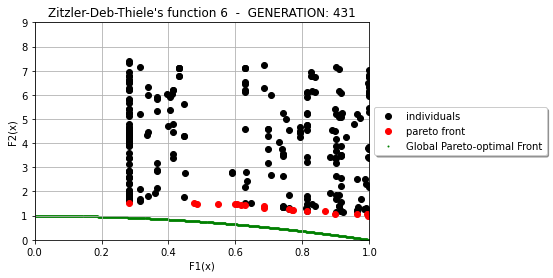 Zitzler-Deb-Thiele's function 6 - GENERATION: 431
9
8
7
6
5
4
3
2
1
0
F2(x)
0.0 0.2 0.4 0.6 0.8 1.0
F1(x)
individuals
pareto front
Global Pareto-optimal Front